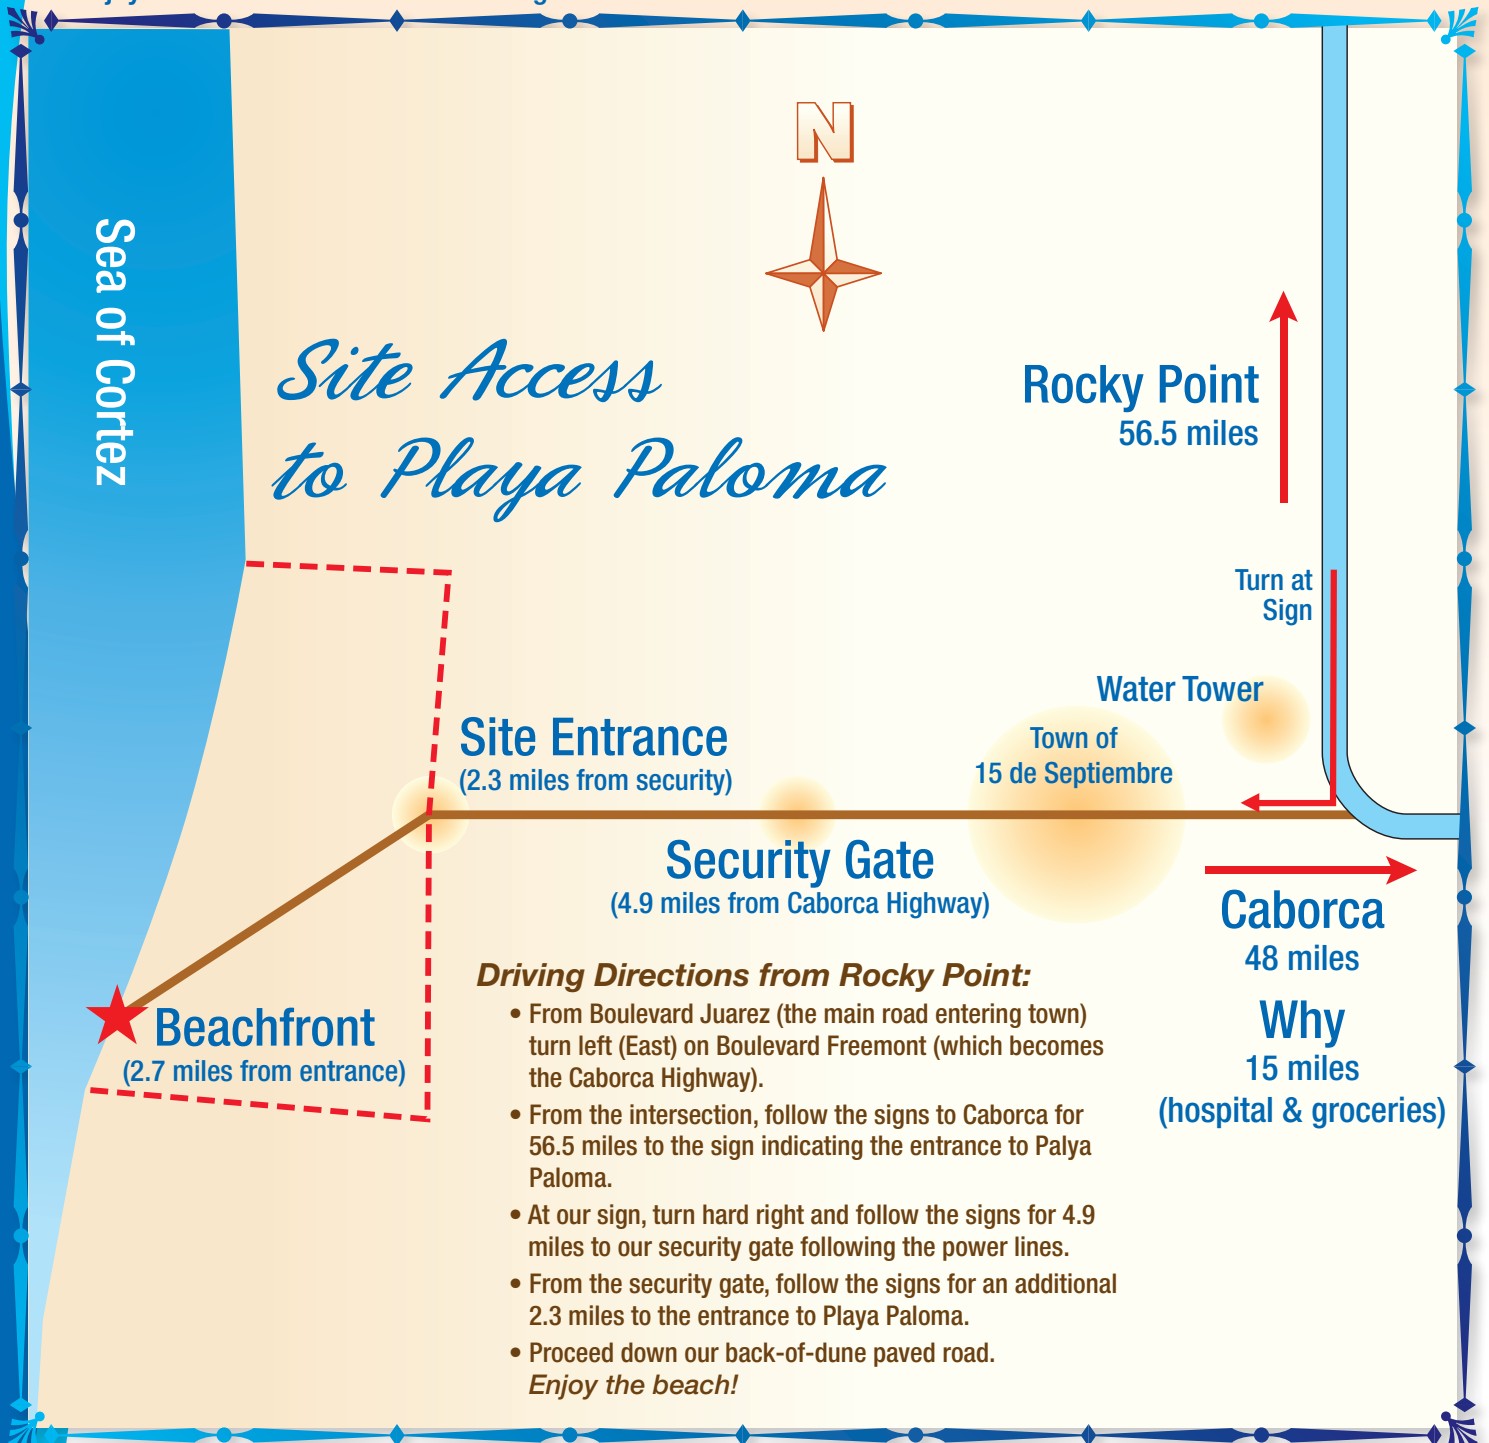 N
Sea of Cortez
Site Access
to Playa Paloma
Rocky Point
56.5 miles
Turn at
Sign
Water Tower
Town of
15 de Septiembre
Site Entrance
(2.3 miles from security)
Security Gate
(4.9 miles from Caborca Highway)
Caborca
48 miles
Why
15 miles
(hospital & groceries)
Beachfront
(2.7 miles from entrance)
Driving Directions from Rocky Point:
• From Boulevard Juarez (the main road entering town)
turn left (East) on Boulevard Freemont (which becomes
the Caborca Highway).
• From the intersection, follow the signs to Caborca for
56.5 miles to the sign indicating the entrance to Palya
Paloma.
• At our sign, turn hard right and follow the signs for 4.9
miles to our security gate following the power lines.
• From the security gate, follow the signs for an additional
2.3 miles to the entrance to Playa Paloma.
• Proceed down our back-of-dune paved road.
Enjoy the beach!